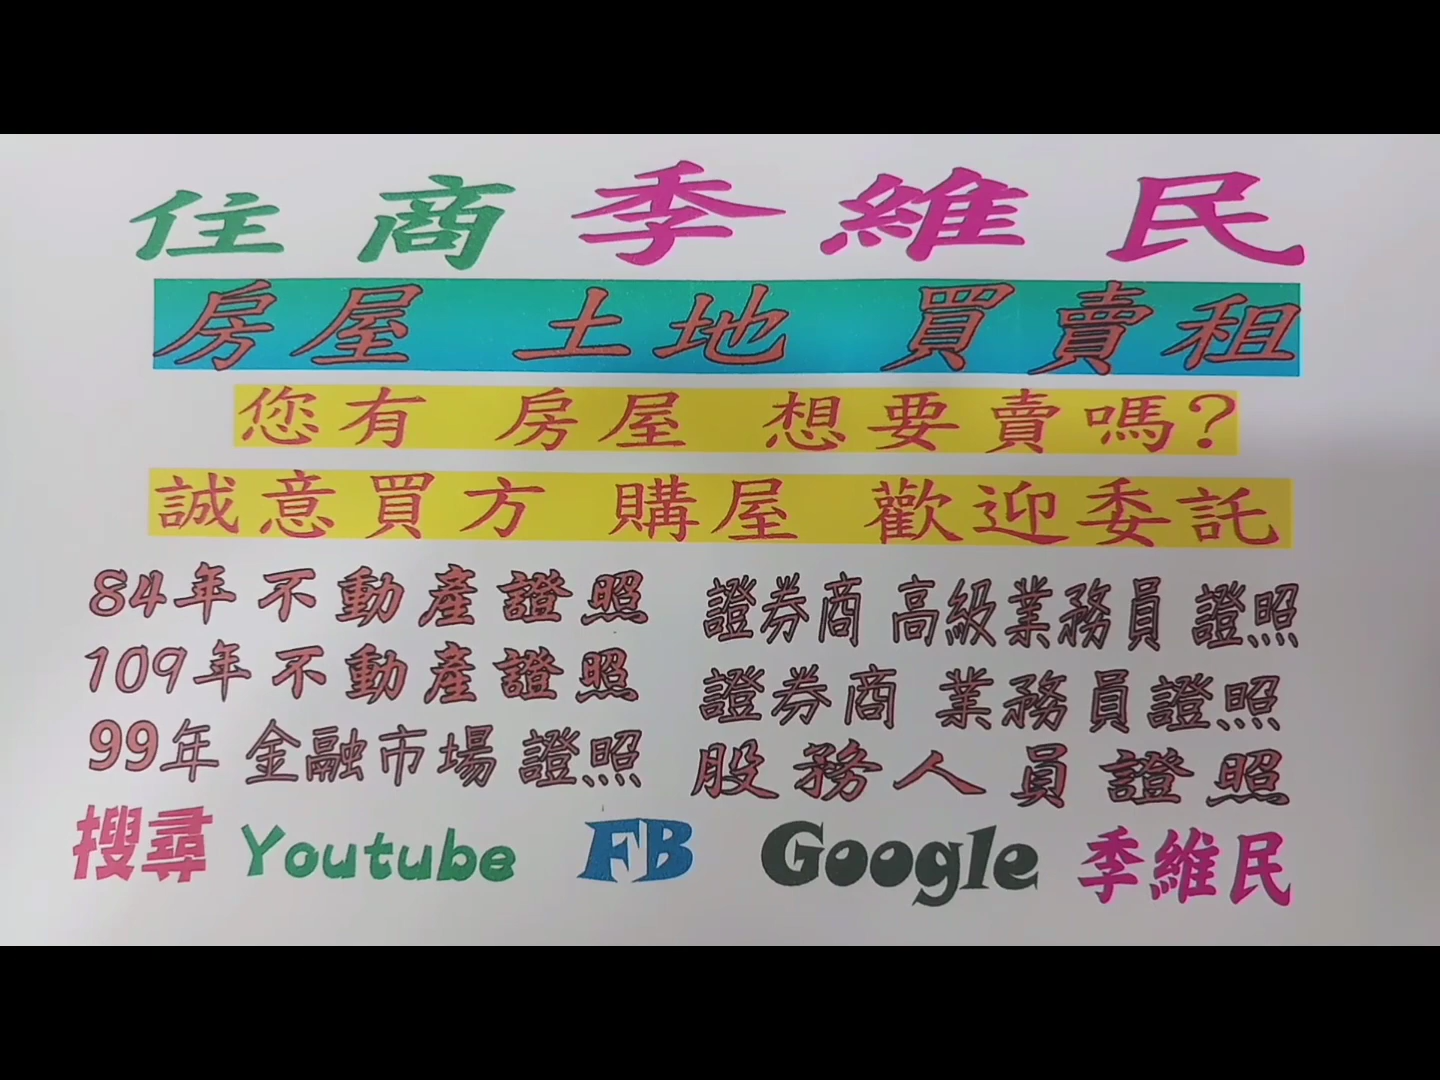 住商季維民
房屋 土地 買賣租
您有 房屋 想要賣嗎?
誠意買方 購屋 歡迎委託
84年不動產證照
109年不動產證照
99年 金融市場 證照
證券商 高級業務員 證照
證券商 業務員證照
股務人員證照
搜尋 Youtube FB Google 季維民